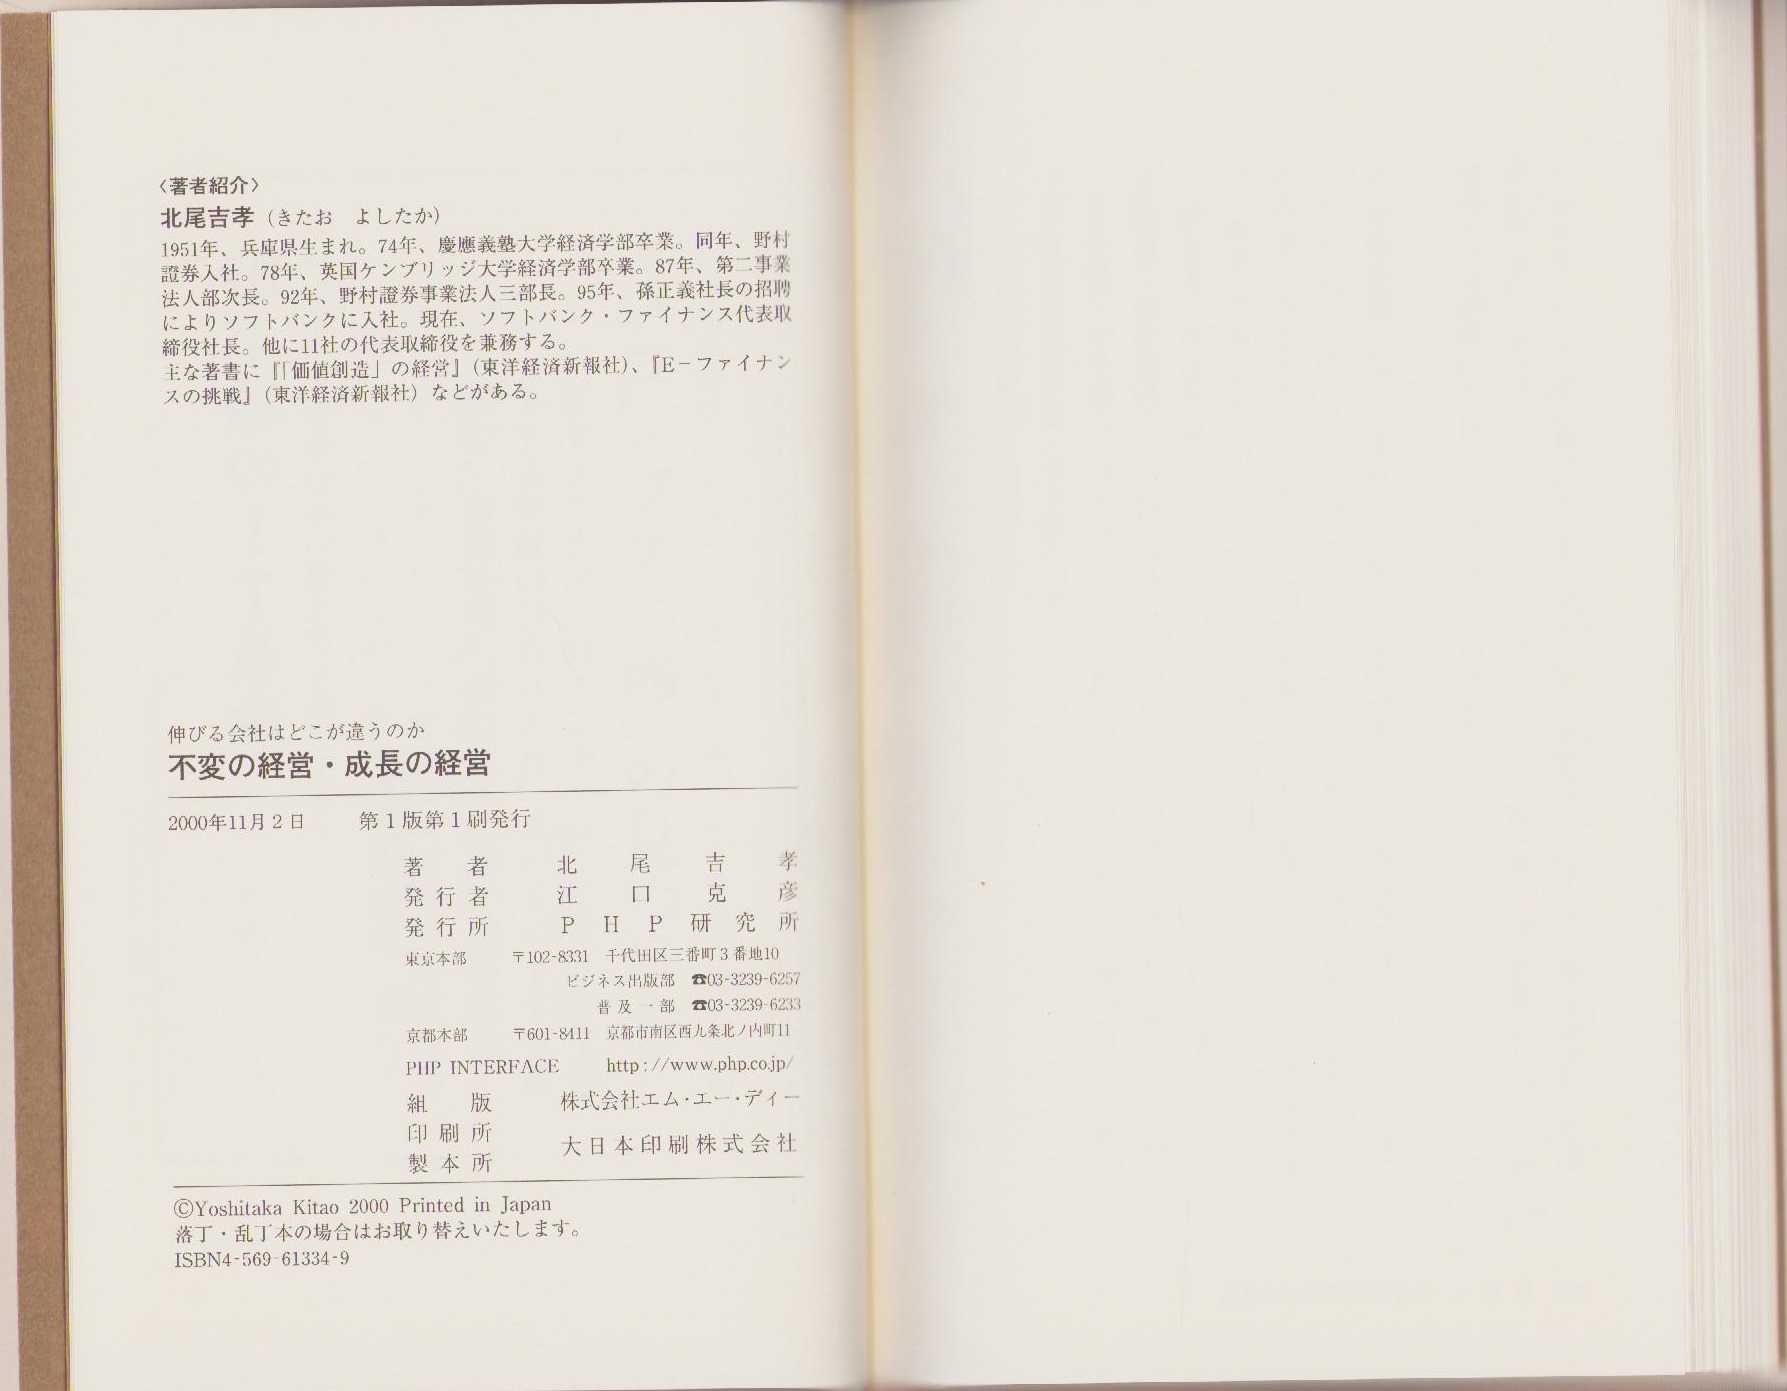 〈著者紹介〉
北尾吉孝（きたお　よしたか）
1951年、兵庫県生まれ。74年、慶應義塾大学経済学部卒業。同年、野村
證券入社。78年、英国ケンブリッジ大学経済学部卒業。87年、第二事業
法人部次長。92年、野村證券事業法人三部長。95年、孫正義社長の招聘
によりソフトバンクに入社。現在、ソフトバンク・ファイナンス代表取
締役社長。他に11社の代表取締役を兼務する。
主な著書に『「価値創造」の経営』（東洋経済新報社）、『E－ファイナン
スの挑戦』（東洋経済新報社）などがある。
伸びる会社はどこが違うのか
不変の経営・成長の経営
2000年11月2日　第1版第1刷発行
著者　北尾吉孝
発行者　江口克彦
発行所　PHP研究所
東京本部　〒102-8331　千代田区三番町3番地10
ビジネス出版部　☎03-3239-6257
普及一部　☎03-3239-6233
京都本部　〒601-8411　京都市南区西九条北ノ内町11
PHP INTERFACE　http://www.php.co.jp/
組版　株式会社エム・エー・ディー
印刷所
製本所　大日本印刷株式会社
©Yoshitaka Kitao 2000 Printed in Japan
落丁・乱丁本の場合はお取り替えいたします。
ISBN4-569-61334-9